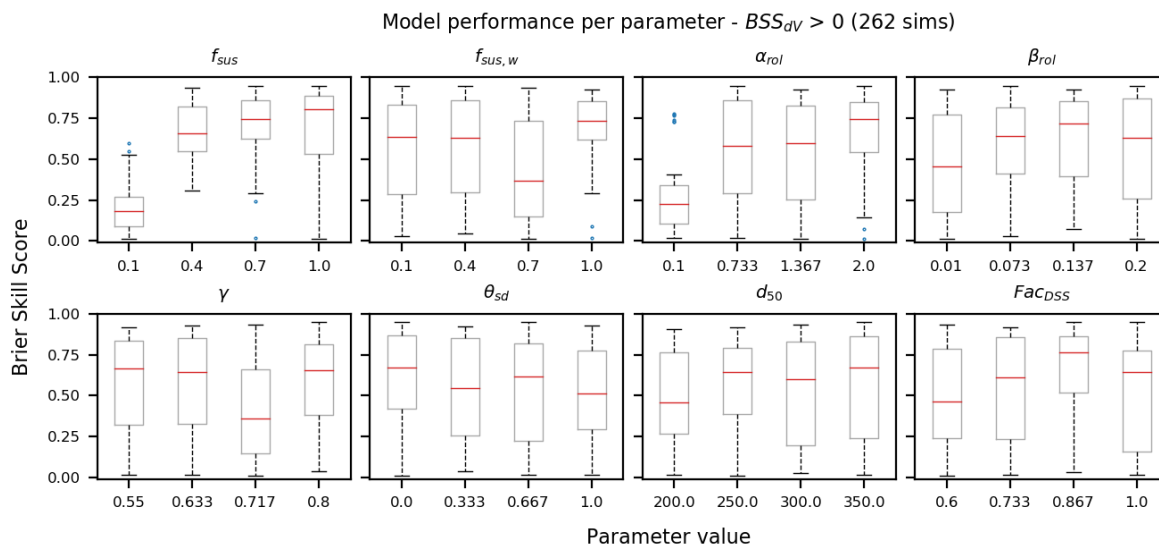 Model performance per parameter - BSS_dV > 0 (262 sims)
f_sus f_sus,w α_rol β_rol
1.00
0.75
0.50
0.25
0.00
0.1 0.4 0.7 1.0 0.1 0.4 0.7 1.0 0.1 0.733 1.367 2.0 0.01 0.073 0.137 0.2
γ θ_sd d_50 Fac_DSS
1.00
0.75
0.50
0.25
0.00
0.55 0.633 0.717 0.8 0.0 0.333 0.667 1.0 200.0 250.0 300.0 350.0 0.6 0.733 0.867 1.0
Brier Skill Score
Parameter value